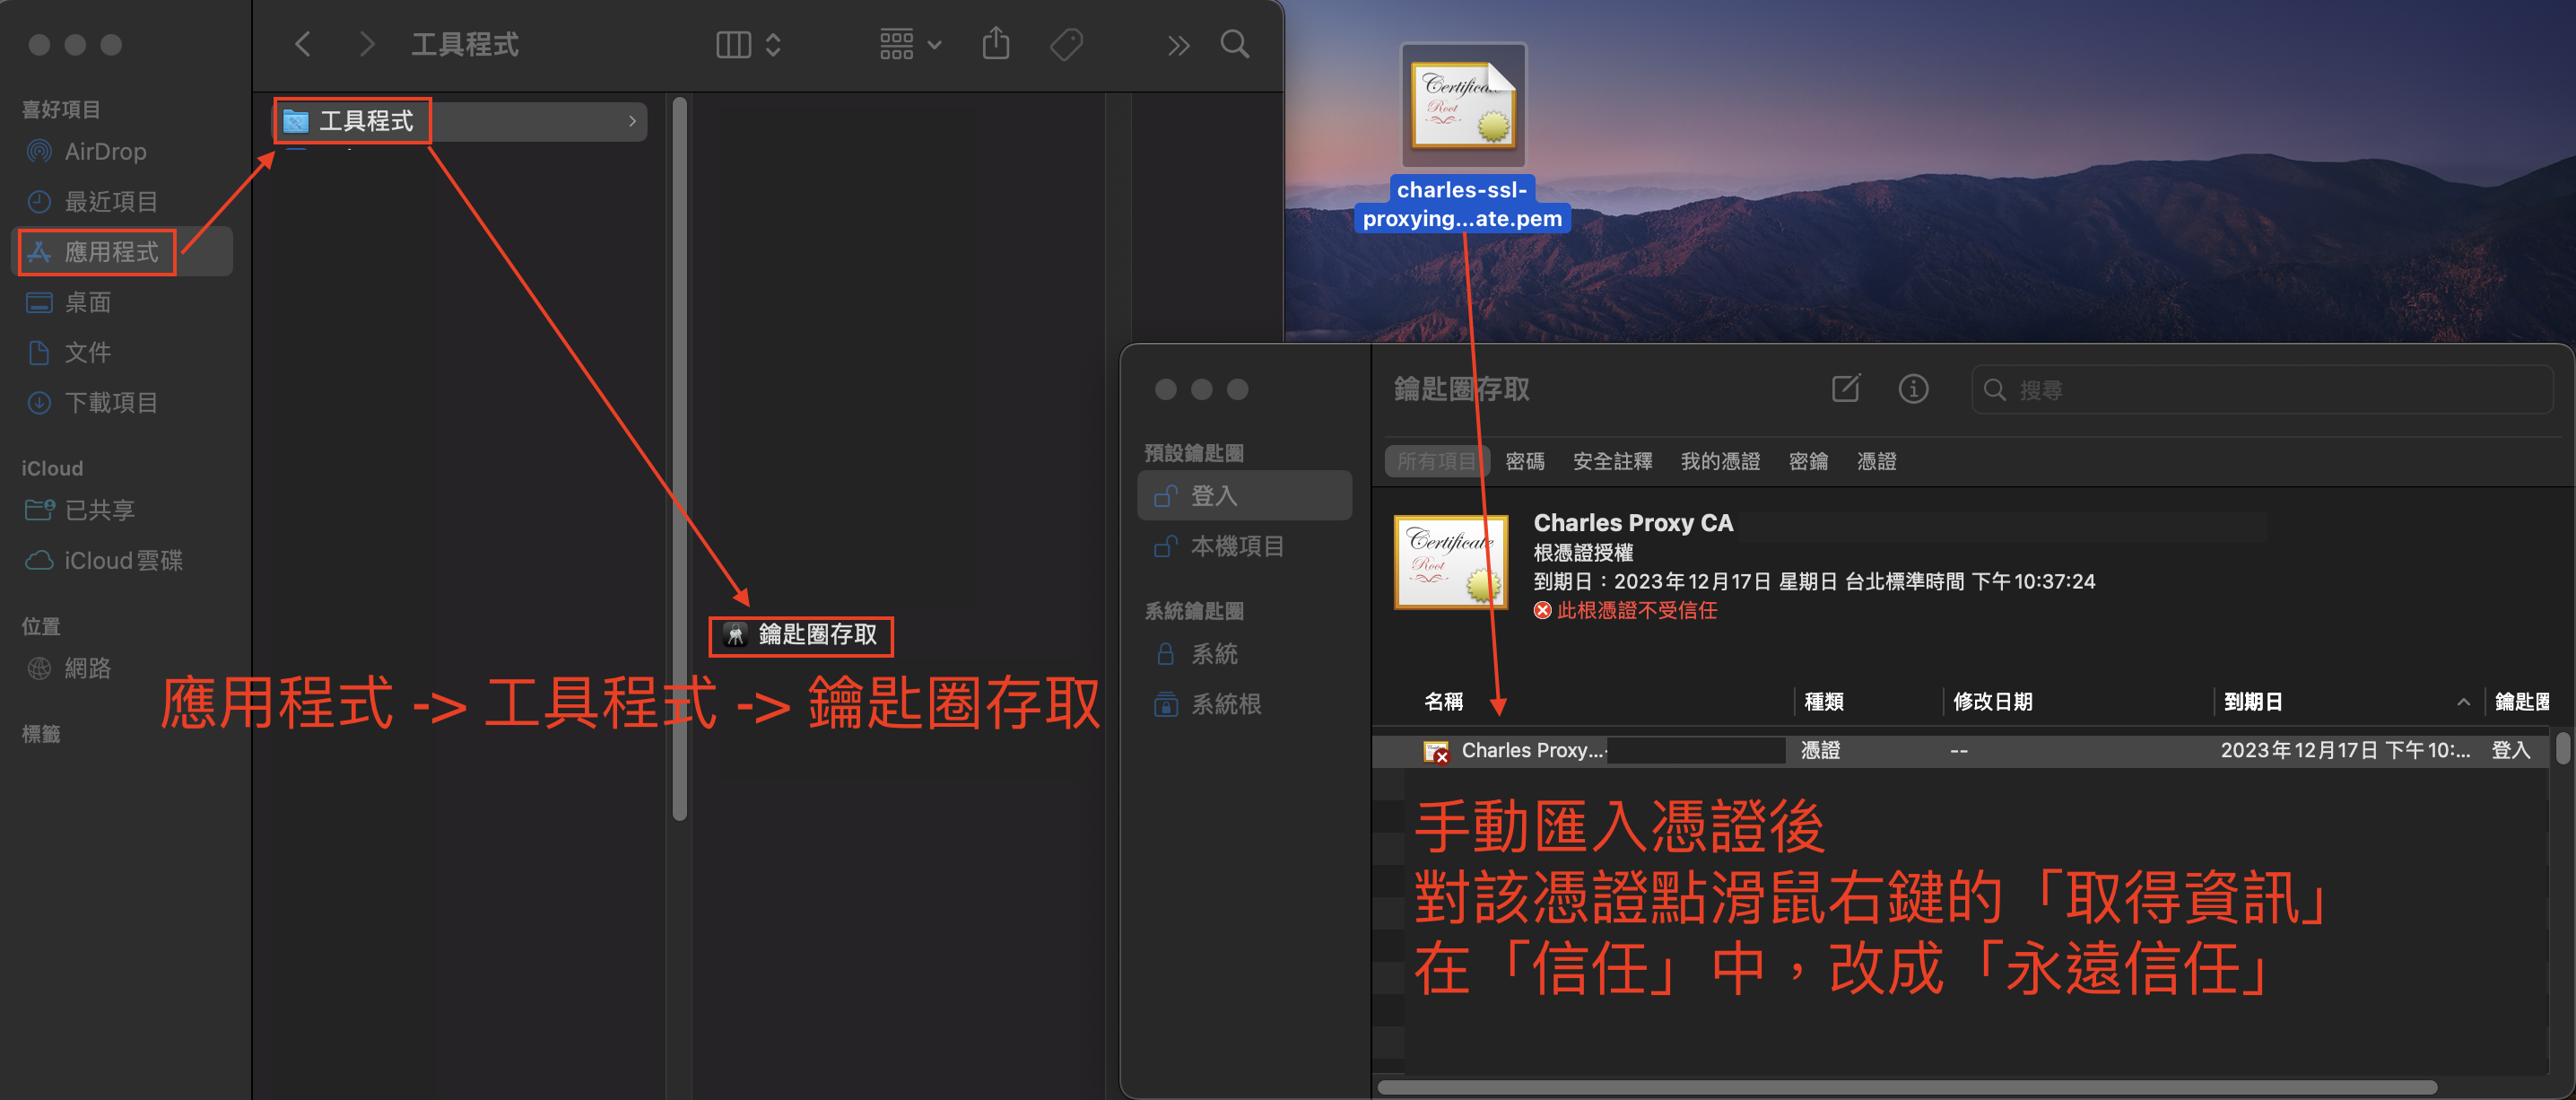 工具程式
喜好項目
AirDrop
最近項目
應用程式
桌面
文件
下載項目
iCloud
已共享
iCloud雲碟
位置
網路
標籤
工具程式
鑰匙圈存取
應用程式 -> 工具程式 -> 鑰匙圈存取
Certificate
Root
charles-ssl-
proxying...ate.pem
鑰匙圈存取
搜尋
預設鑰匙圈
登入
本機項目
系統鑰匙圈
系統
系統根
所有項目 密碼 安全註釋 我的憑證 密鑰 憑證
Certificate
Root
Charles Proxy CA
根憑證授權
到期日：2023年12月17日 星期日 台北標準時間 下午10:37:24
此根憑證不受信任
名稱 種類 修改日期 到期日 鑰匙圈
Charles Proxy... 憑證 -- 2023年12月17日 下午10:... 登入
手動匯入憑證後
對該憑證點滑鼠右鍵的「取得資訊」
在「信任」中，改成「永遠信任」